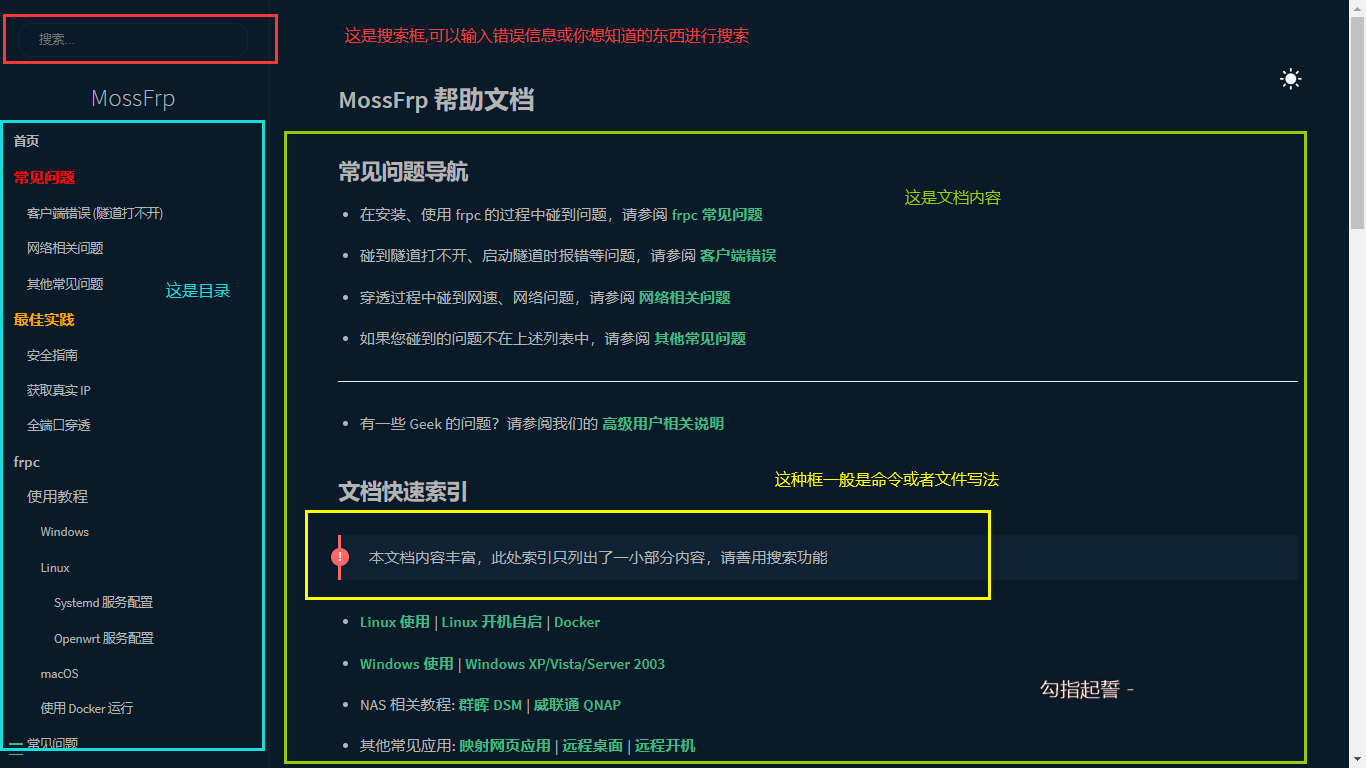 搜索...
MossFrp
首页
常见问题
客户端错误 (隧道打不开)
网络相关问题
其他常见问题
这是目录
最佳实践
安全指南
获取真实 IP
全端口穿透
frpc
使用教程
Windows
Linux
Systemd 服务配置
Openwrt 服务配置
macOS
使用 Docker 运行
常见问题
这是搜索框,可以输入错误信息或你想知道的东西进行搜索
MossFrp 帮助文档
常见问题导航
这是文档内容
• 在安装、使用 frpc 的过程中碰到问题，请参阅 frpc 常见问题
• 碰到隧道打不开、启动隧道时报错等问题，请参阅 客户端错误
• 穿透过程中碰到网速、网络问题，请参阅 网络相关问题
• 如果您碰到的问题不在上述列表中，请参阅 其他常见问题
• 有一些 Geek 的问题？请参阅我们的 高级用户相关说明
这种框一般是命令或者文件写法
文档快速索引
! 本文档内容丰富，此处索引只列出了一小部分内容，请善用搜索功能
• Linux 使用 | Linux 开机自启 | Docker
• Windows 使用 | Windows XP/Vista/Server 2003
勾指起誓 -
• NAS 相关教程: 群晖 DSM | 威联通 QNAP
• 其他常见应用: 映射网页应用 | 远程桌面 | 远程开机